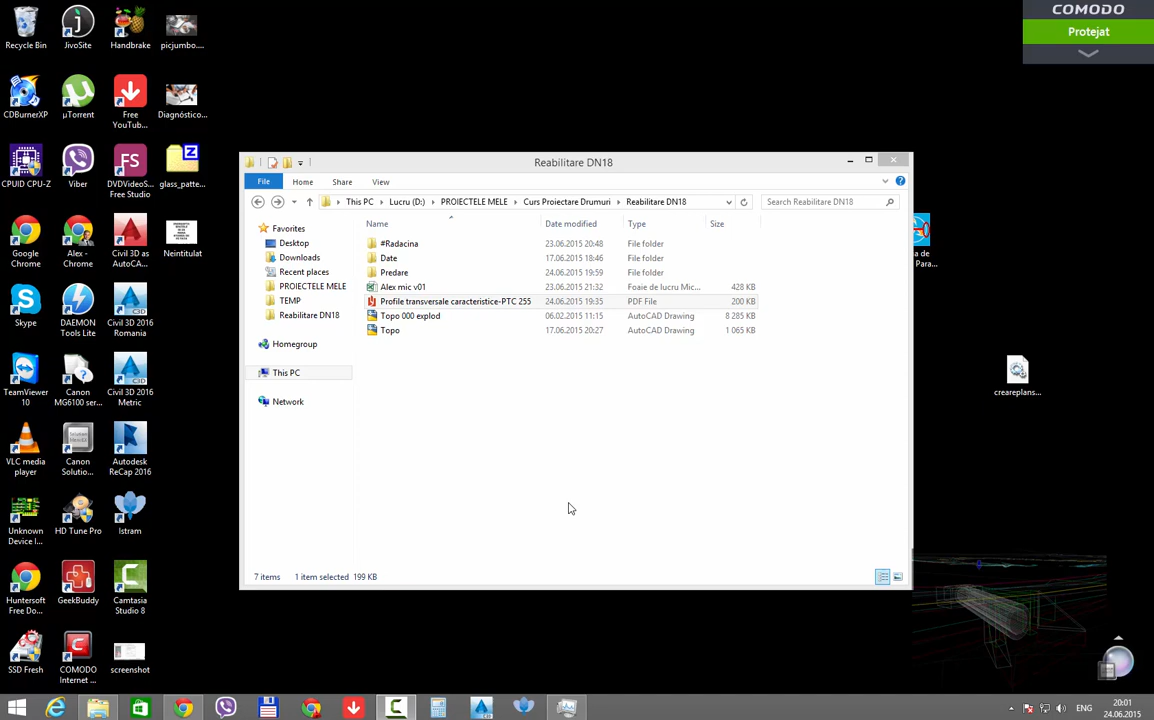 COMODO
Protejat
Recycle Bin
JivoSite
Handbrake
picjumbo....
CDBurnerXP
µTorrent
Free YouTub...
Diagnóstico...
CPUID CPU-Z
Viber
DVDVideoS... Free Studio
glass_patte...
Google Chrome
Alex - Chrome
Civil 3D as AutoCA...
Neintitulat
Skype
DAEMON Tools Lite
Civil 3D 2016 Romania
TeamViewer 10
Canon MG6100 ser...
Civil 3D 2016 Metric
VLC media player
Canon Solutio...
Autodesk ReCap 2016
Unknown Device I...
HD Tune Pro
Istram
Huntersoft Free Do...
GeekBuddy
Camtasia Studio 8
SSD Fresh
COMODO Internet ...
screenshot
Reabilitare DN18
File Home Share View
This PC Lucru (D:) PROIECTELE MELE Curs Proiectare Drumuri Reabilitare DN18
Search Reabilitare DN18
Favorites
Desktop
Downloads
Recent places
PROIECTELE MELE
TEMP
Reabilitare DN18
Homegroup
This PC
Network
Name Date modified Type Size
#Radacina 23.06.2015 20:48 File folder
Date 17.06.2015 18:46 File folder
Predare 24.06.2015 19:59 File folder
Alex mic v01 23.06.2015 21:32 Foaie de lucru Mic... 428 KB
Profile transversale caracteristice-PTC 255 24.06.2015 19:35 PDF File 200 KB
Topo 000 explod 06.02.2015 11:15 AutoCAD Drawing 8 285 KB
Topo 17.06.2015 20:27 AutoCAD Drawing 1 065 KB
7 items 1 item selected 199 KB
a de Para...
creareplans...
ENG
20:01
24.06.2015